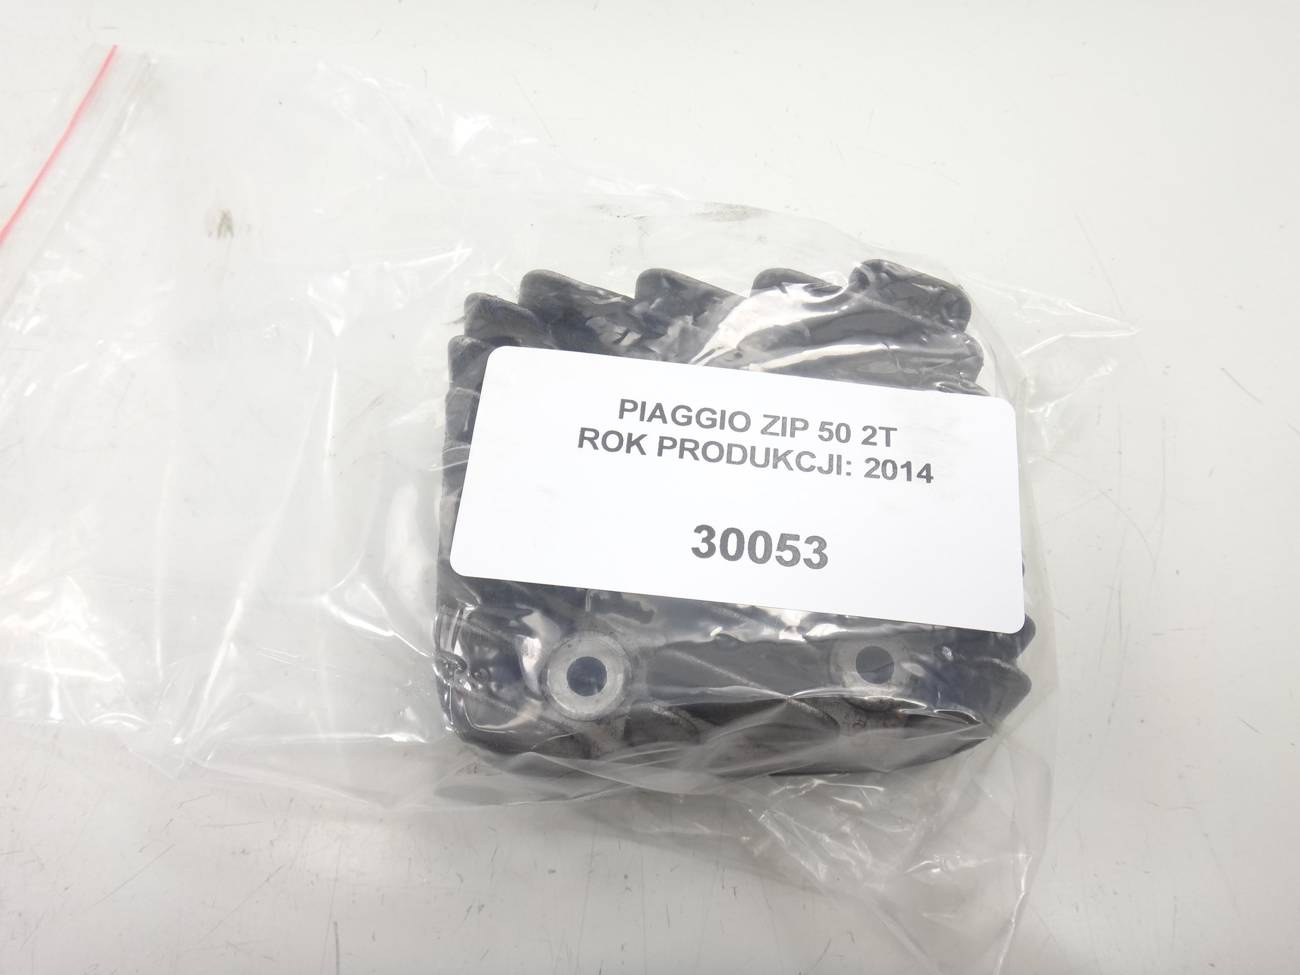 PIAGGIO ZIP 50 2T
ROK PRODUKCJI: 2014
30053